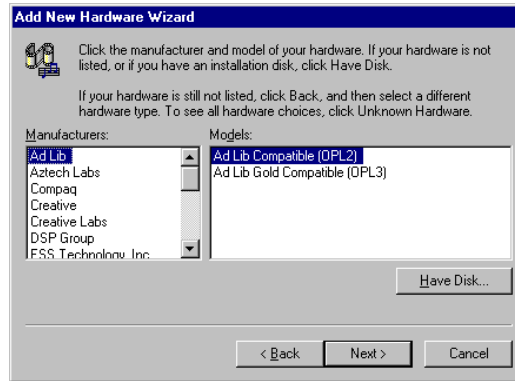 Add New Hardware Wizard
Click the manufacturer and model of your hardware. If your hardware is not
listed, or if you have an installation disk, click Have Disk.
If your hardware is still not listed, click Back, and then select a different
hardware type. To see all hardware choices, click Unknown Hardware.
Manufacturers:
Ad Lib
Aztech Labs
Compaq
Creative
Creative Labs
DSP Group
ESS Technology, Inc.
Models:
Ad Lib Compatible (OPL2)
Ad Lib Gold Compatible (OPL3)
Have Disk...
< Back
Next >
Cancel